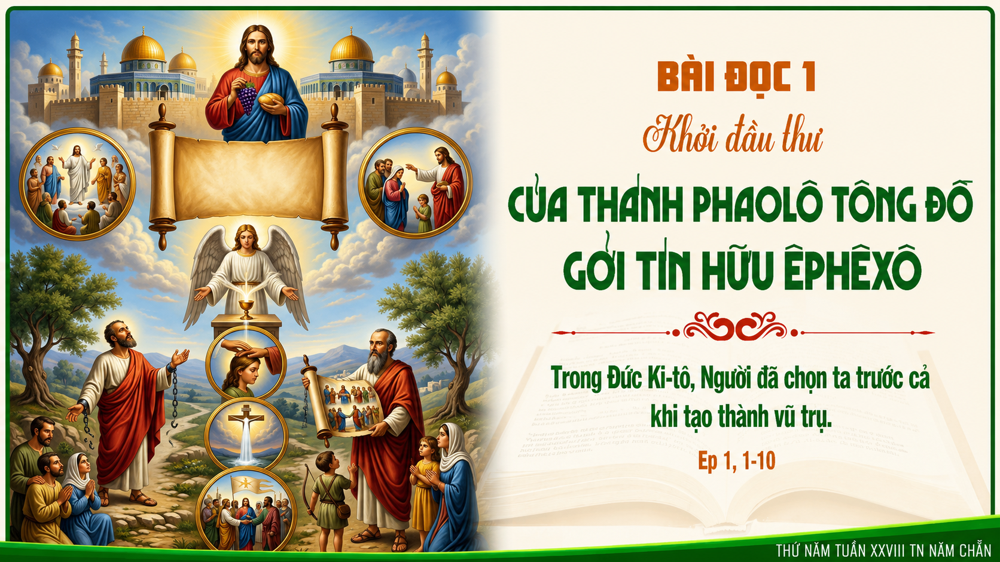 BÀI ĐỌC 1
Khởi đầu thư
CỦA THÁNH PHAOLÔ TÔNG ĐỒ
GỞI TÍN HỮU ÊPHÊXÔ
Trong Đức Ki-tô, Người đã chọn ta trước cả
khi tạo thành vũ trụ.
Ep 1, 1-10
THỨ NĂM TUẦN XXVIII TN NĂM CHẴN